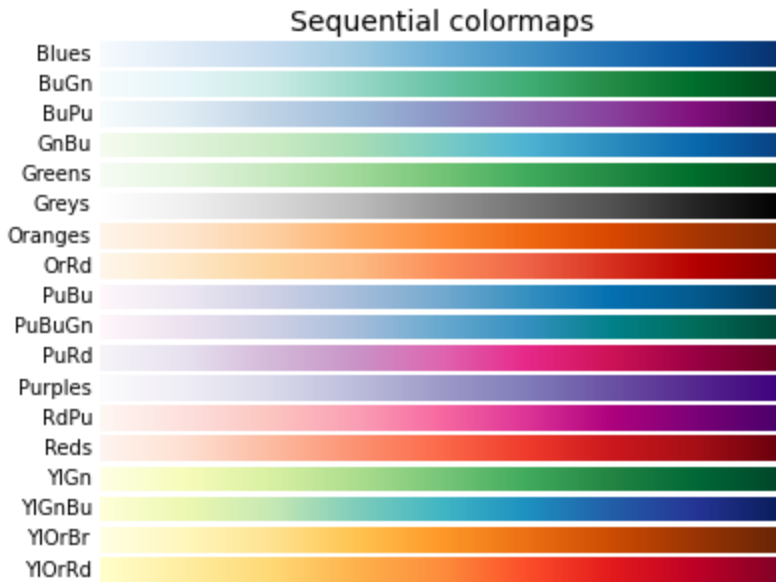 Sequential colormaps
Blues
BuGn
BuPu
GnBu
Greens
Greys
Oranges
OrRd
PuBu
PuBuGn
PuRd
Purples
RdPu
Reds
YlGn
YlGnBu
YlOrBr
YlOrRd